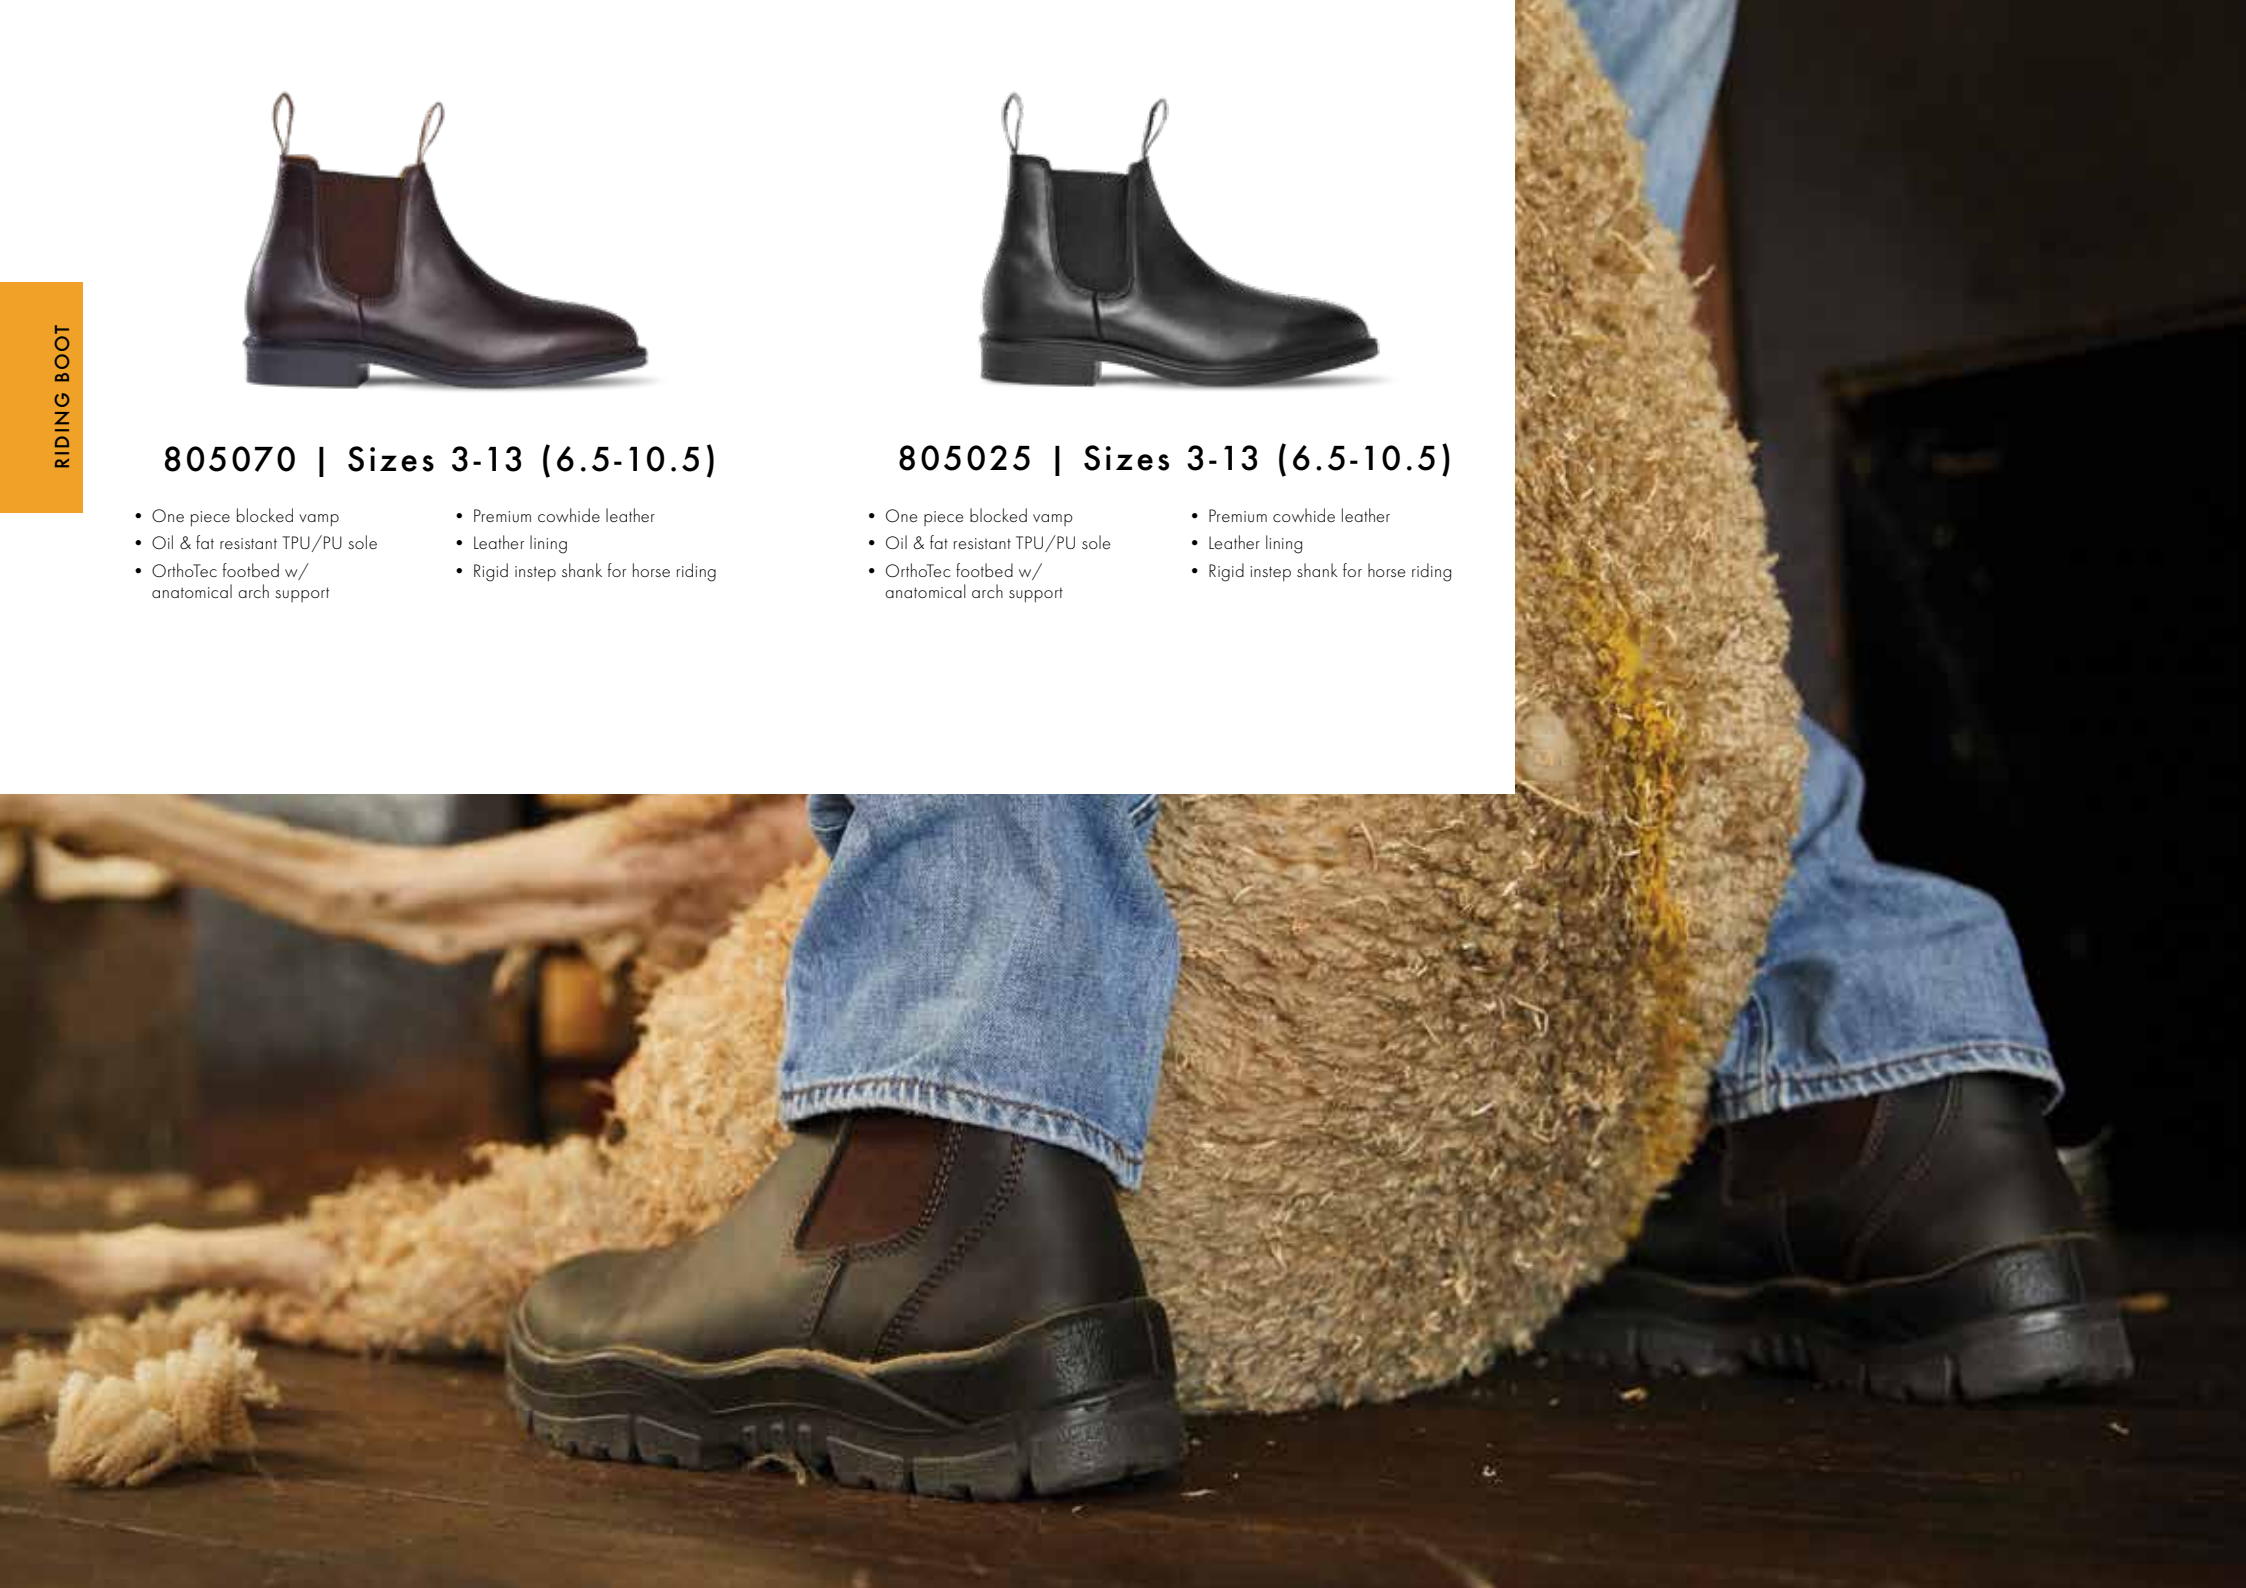 RIDING BOOT
805070 | Sizes 3-13 (6.5-10.5)
• One piece blocked vamp
• Oil & fat resistant TPU/PU sole
• OrthoTec footbed w/
anatomical arch support
• Premium cowhide leather
• Leather lining
• Rigid instep shank for horse riding
805025 | Sizes 3-13 (6.5-10.5)
• One piece blocked vamp
• Oil & fat resistant TPU/PU sole
• OrthoTec footbed w/
anatomical arch support
• Premium cowhide leather
• Leather lining
• Rigid instep shank for horse riding